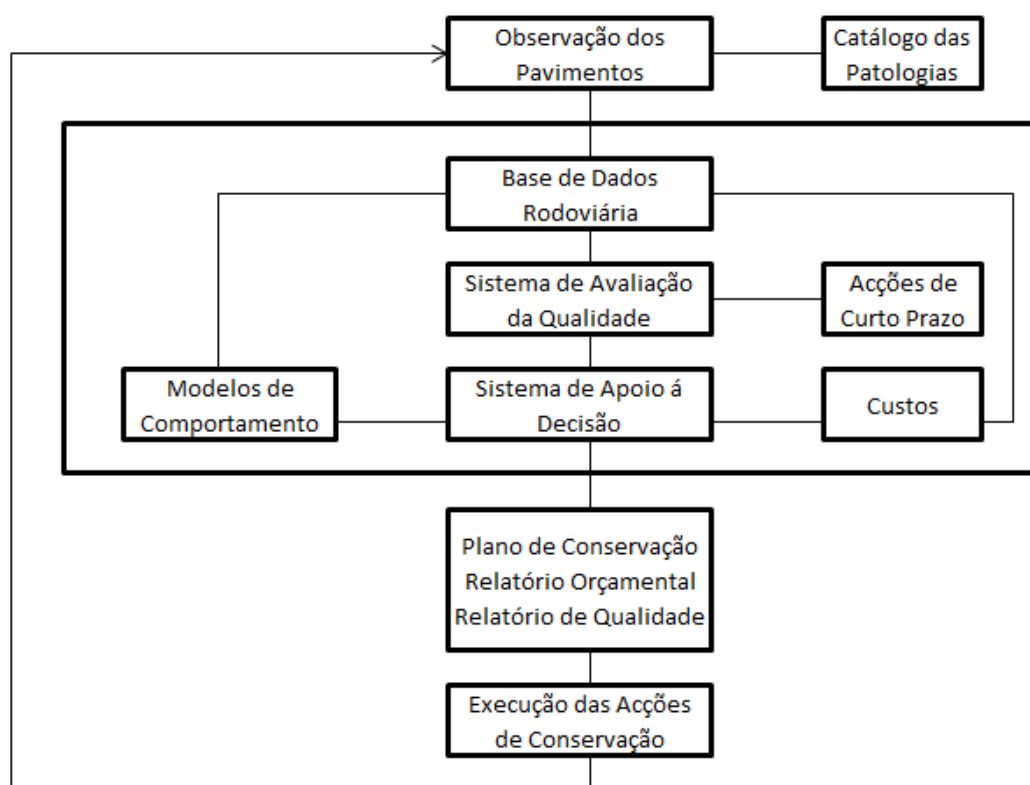 Observação dos
Pavimentos
Catálogo das
Patologias
Base de Dados
Rodoviária
Sistema de Avaliação
da Qualidade
Acções de
Curto Prazo
Modelos de
Comportamento
Sistema de Apoio á
Decisão
Custos
Plano de Conservação
Relatório Orçamental
Relatório de Qualidade
Execução das Acções
de Conservação